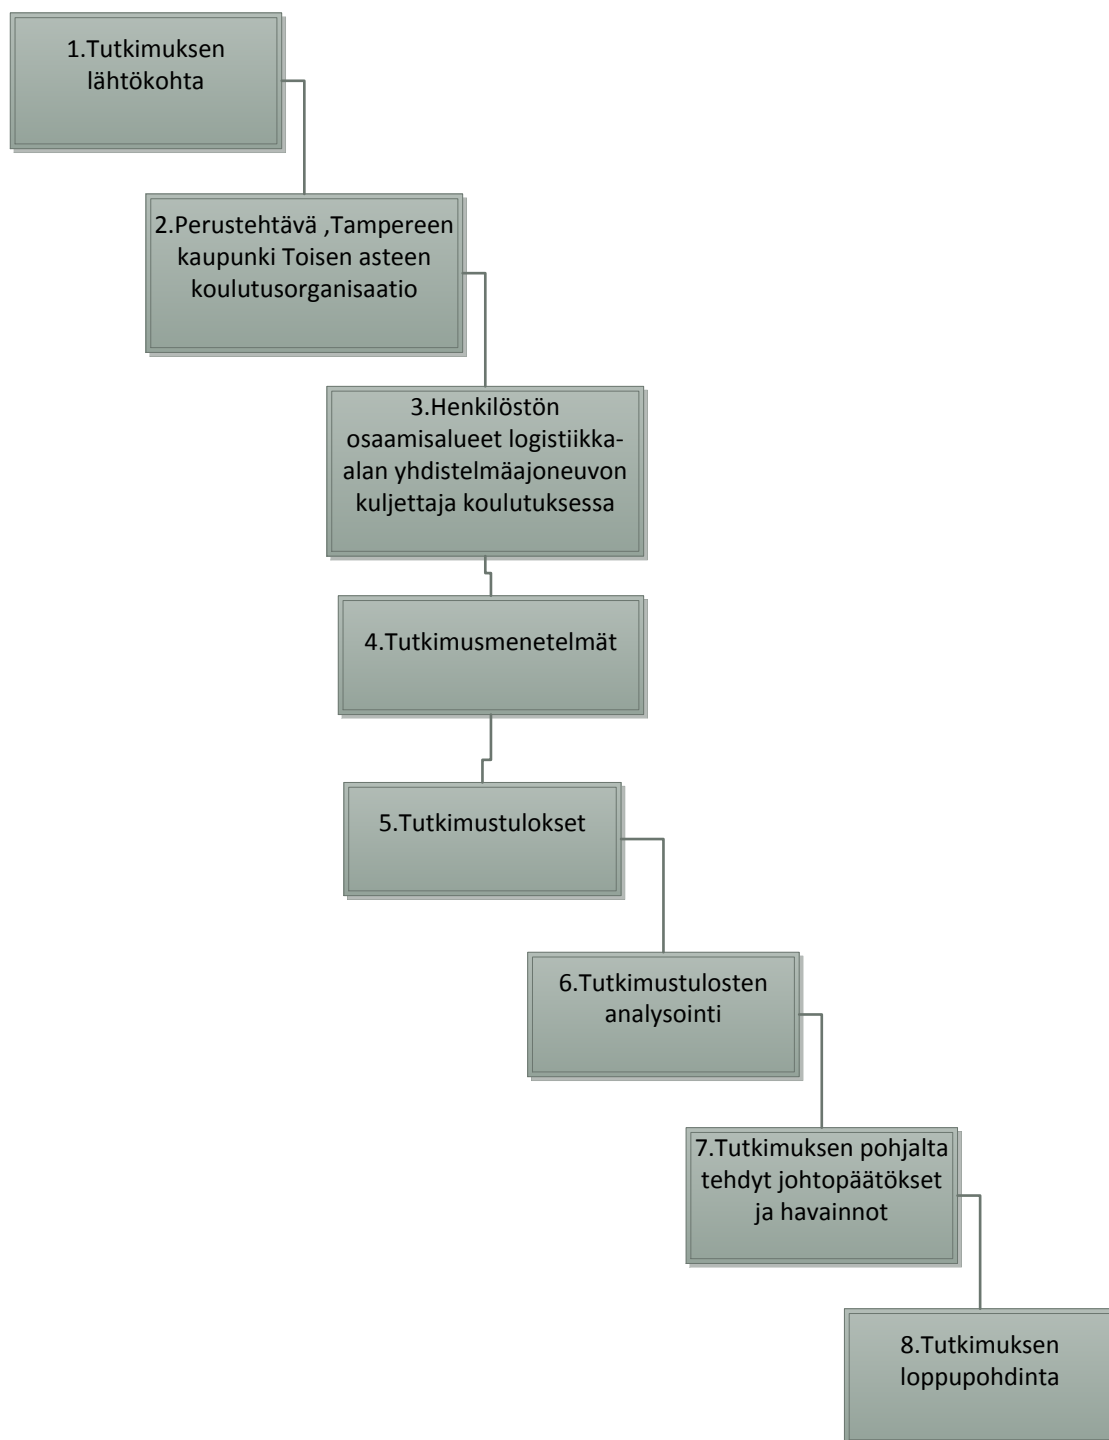 1.Tutkimuksen
lähtökohta
2.Perustehtävä ,Tampereen
kaupunki Toisen asteen
koulutusorganisaatio
3.Henkilöstön
osaamisalueet logistiikka-
alan yhdistelmäajoneuvon
kuljettaja koulutuksessa
4.Tutkimusmenetelmät
5.Tutkimustulokset
6.Tutkimustulosten
analysointi
7.Tutkimuksen pohjalta
tehdyt johtopäätökset
ja havainnot
8.Tutkimuksen
loppupohdinta